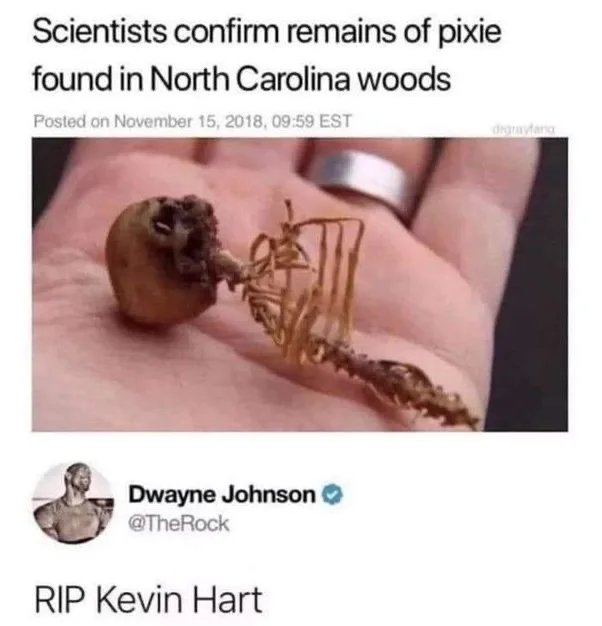 Scientists confirm remains of pixie
found in North Carolina woods
Posted on November 15, 2018, 09:59 EST
Dwayne Johnson
@TheRock
RIP Kevin Hart